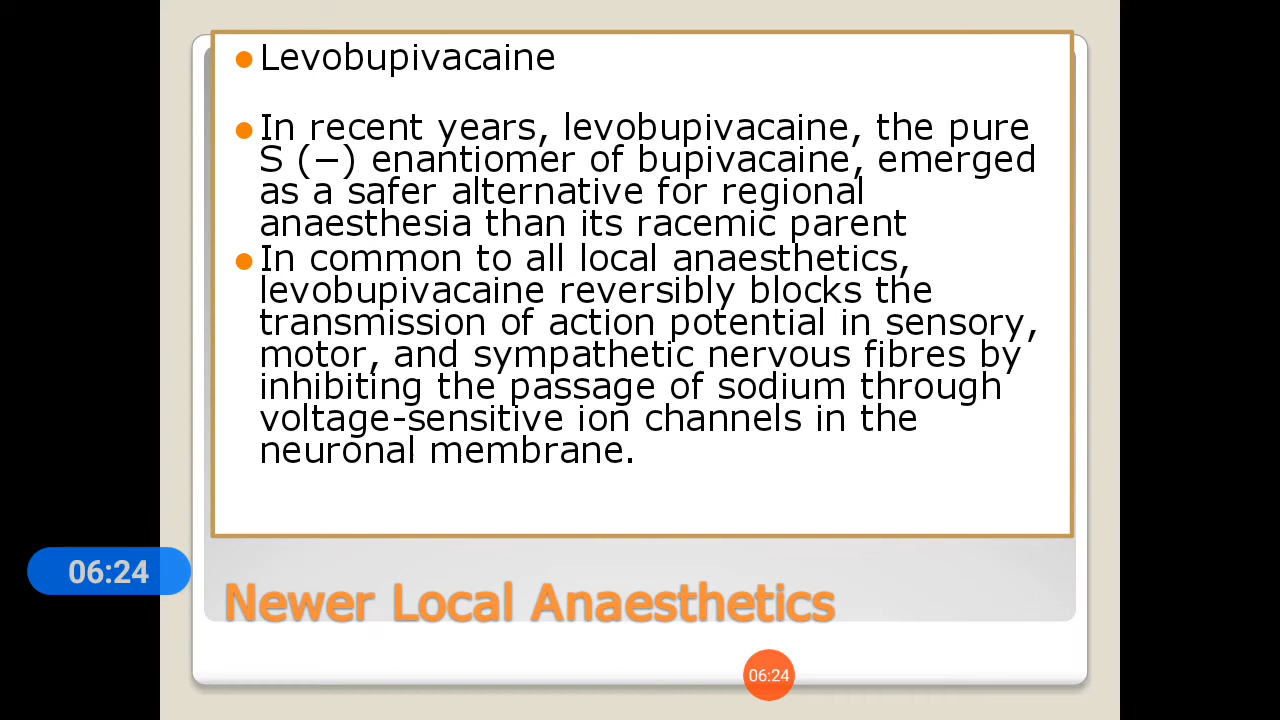 Levobupivacaine
In recent years, levobupivacaine, the pure
S (−) enantiomer of bupivacaine, emerged
as a safer alternative for regional
anaesthesia than its racemic parent
In common to all local anaesthetics,
levobupivacaine reversibly blocks the
transmission of action potential in sensory,
motor, and sympathetic nervous fibres by
inhibiting the passage of sodium through
voltage-sensitive ion channels in the
neuronal membrane.
06:24
Newer Local Anaesthetics
06:24